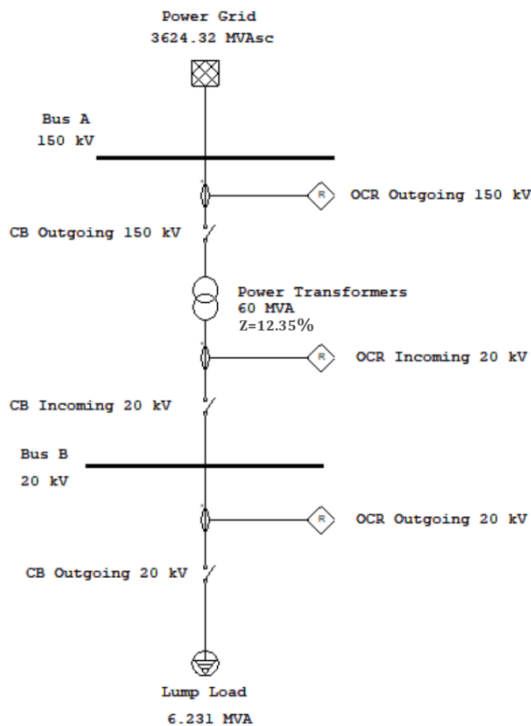 Power Grid
3624.32 MVAsc
Bus A
150 kV
R
OCR Outgoing 150 kV
CB Outgoing 150 kV
Power Transformers
60 MVA
Z=12.35%
R
OCR Incoming 20 kV
CB Incoming 20 kV
Bus B
20 kV
R
OCR Outgoing 20 kV
CB Outgoing 20 kV
Lump Load
6.231 MVA